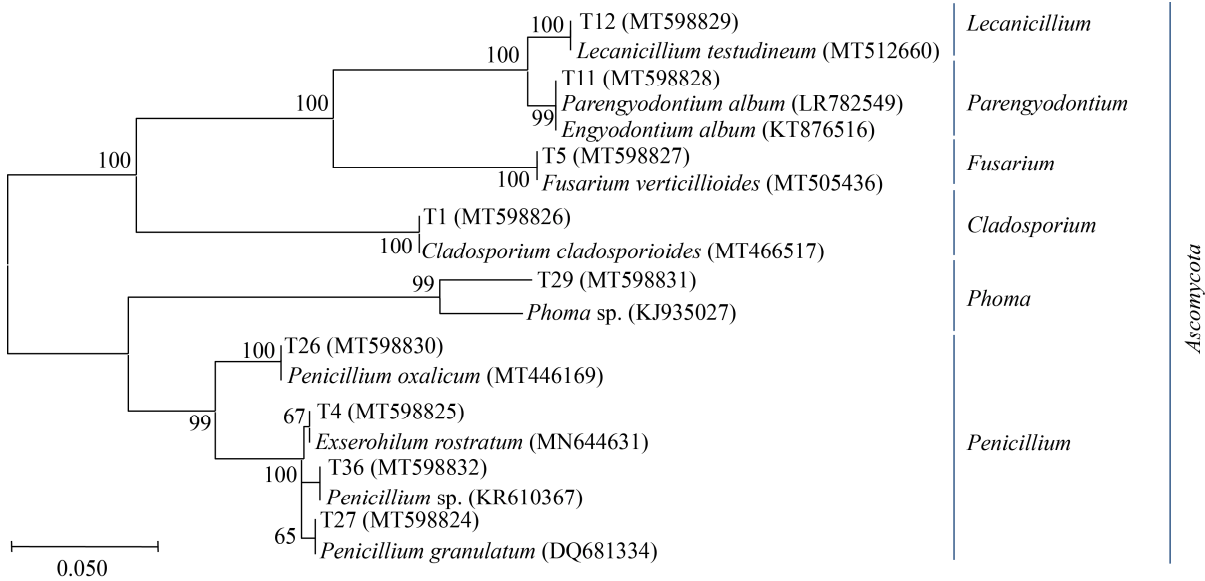 100
T12 (MT598829)
Lecanicillium testudineum (MT512660)
100
T11 (MT598828)
Parengyodontium album (LR782549)
99
Engyodontium album (KT876516)
100
T5 (MT598827)
100
Fusarium verticillioides (MT505436)
100
T1 (MT598826)
100
Cladosporium cladosporioides (MT466517)
99
T29 (MT598831)
Phoma sp. (KJ935027)
100
T26 (MT598830)
Penicillium oxalicum (MT446169)
99
67
T4 (MT598825)
Exserohilum rostratum (MN644631)
100
T36 (MT598832)
Penicillium sp. (KR610367)
65
T27 (MT598824)
Penicillium granulatum (DQ681334)
0.050
Lecanicillium
Parengyodontium
Fusarium
Cladosporium
Phoma
Penicillium
Ascomycota